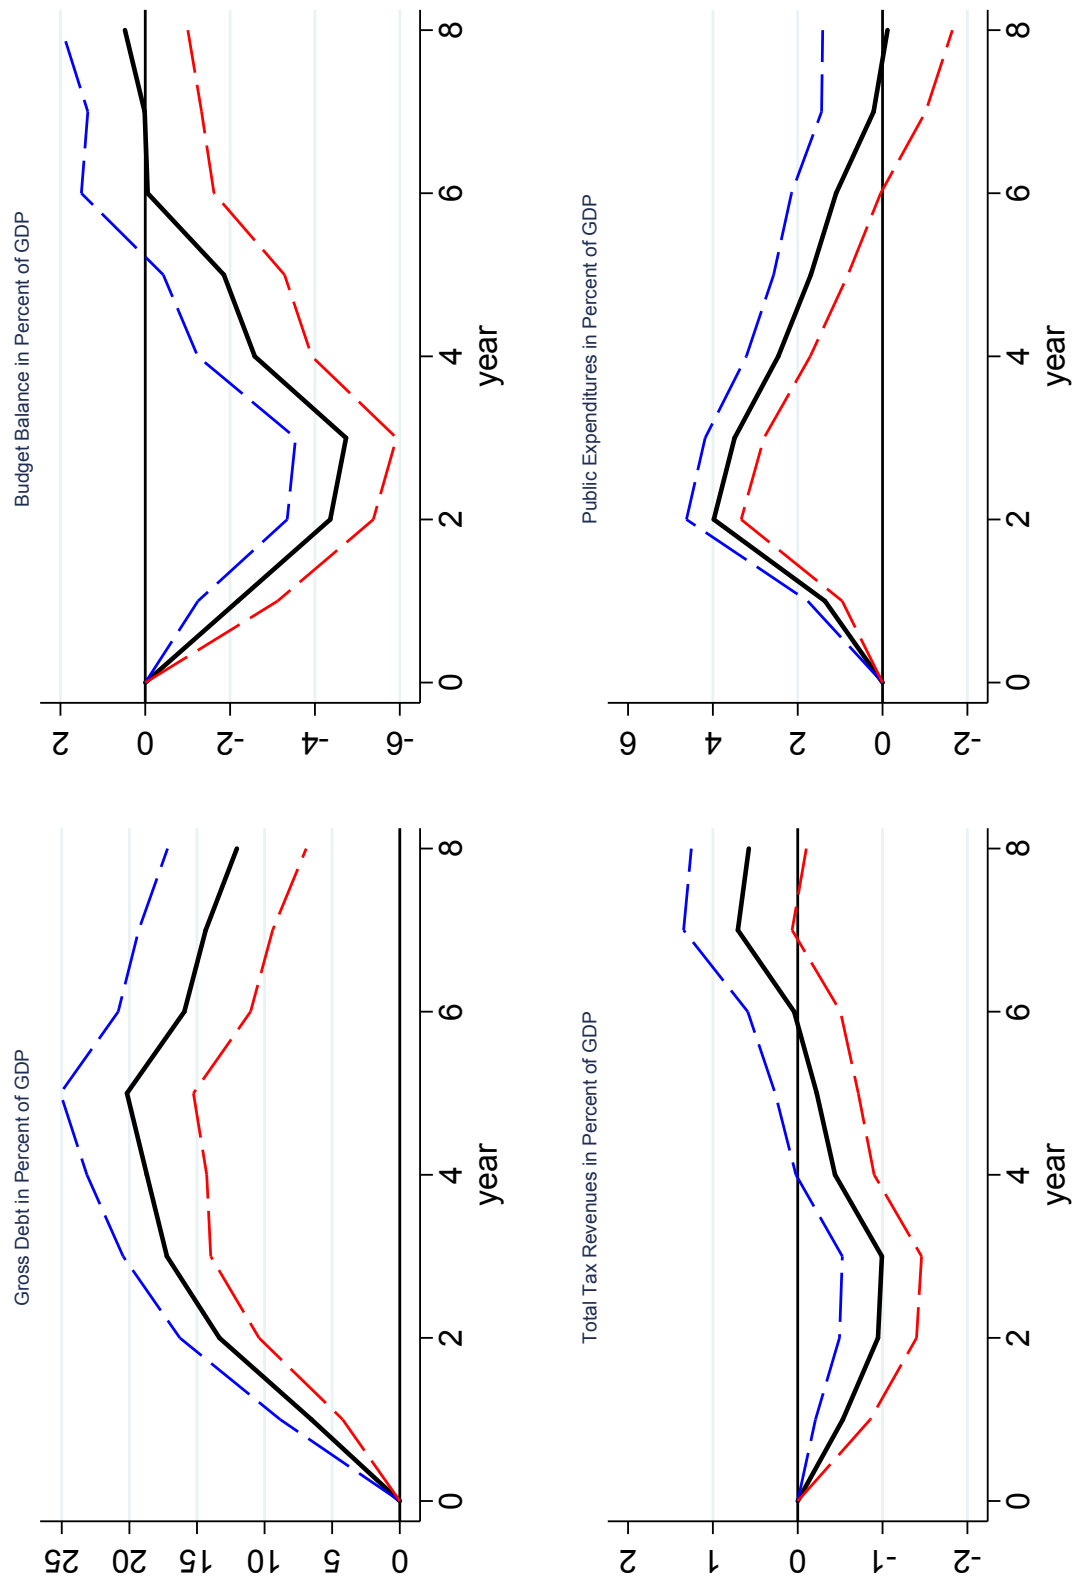 Gross Debt in Percent of GDP
25
20
15
10
5
0
0 2 4 6 8
year
Budget Balance in Percent of GDP
2
0
-2
-4
-6
0 2 4 6 8
year
Total Tax Revenues in Percent of GDP
2
1
0
-1
-2
0 2 4 6 8
year
Public Expenditures in Percent of GDP
6
4
2
0
-2
0 2 4 6 8
year